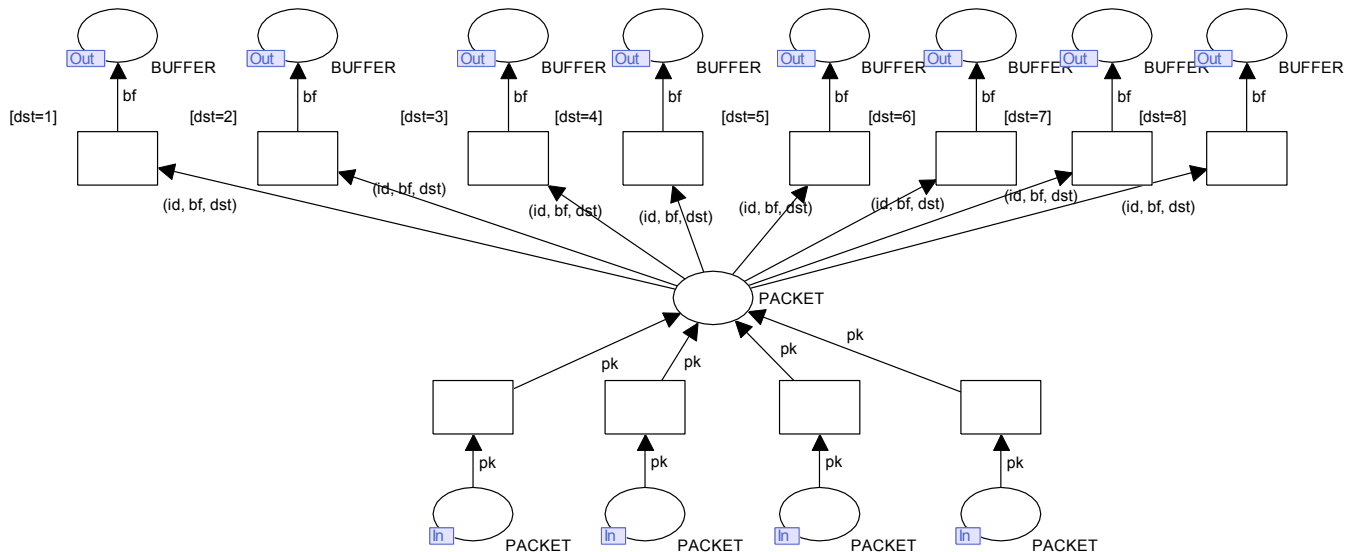 Out BUFFER Out BUFFER Out BUFFER Out BUFFER Out BUFFER Out BUFFER Out BUFFER Out BUFFER
bf bf bf bf bf bf bf bf
[dst=1] [dst=2] [dst=3] [dst=4] [dst=5] [dst=6] [dst=7] [dst=8]
(id, bf, dst) (id, bf, dst) (id, bf, dst) (id, bf, dst) (id, bf, dst) (id, bf, dst) (id, bf, dst) (id, bf, dst)
PACKET
pk pk pk pk
pk pk pk pk
In PACKET In PACKET In PACKET In PACKET